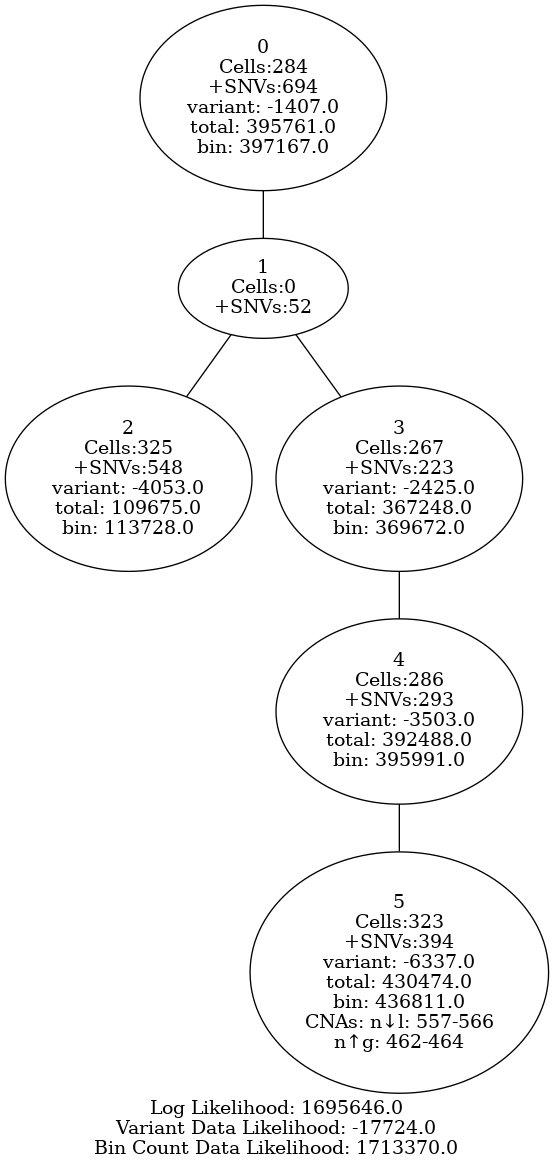 0
Cells:284
+SNVs:694
variant: -1407.0
total: 395761.0
bin: 397167.0
1
Cells:0
+SNVs:52
2
Cells:325
+SNVs:548
variant: -4053.0
total: 109675.0
bin: 113728.0
3
Cells:267
+SNVs:223
variant: -2425.0
total: 367248.0
bin: 369672.0
4
Cells:286
+SNVs:293
variant: -3503.0
total: 392488.0
bin: 395991.0
5
Cells:323
+SNVs:394
variant: -6337.0
total: 430474.0
bin: 436811.0
CNAs: n↓l: 557-566
n↑g: 462-464
Log Likelihood: 1695646.0
Variant Data Likelihood: -17724.0
Bin Count Data Likelihood: 1713370.0